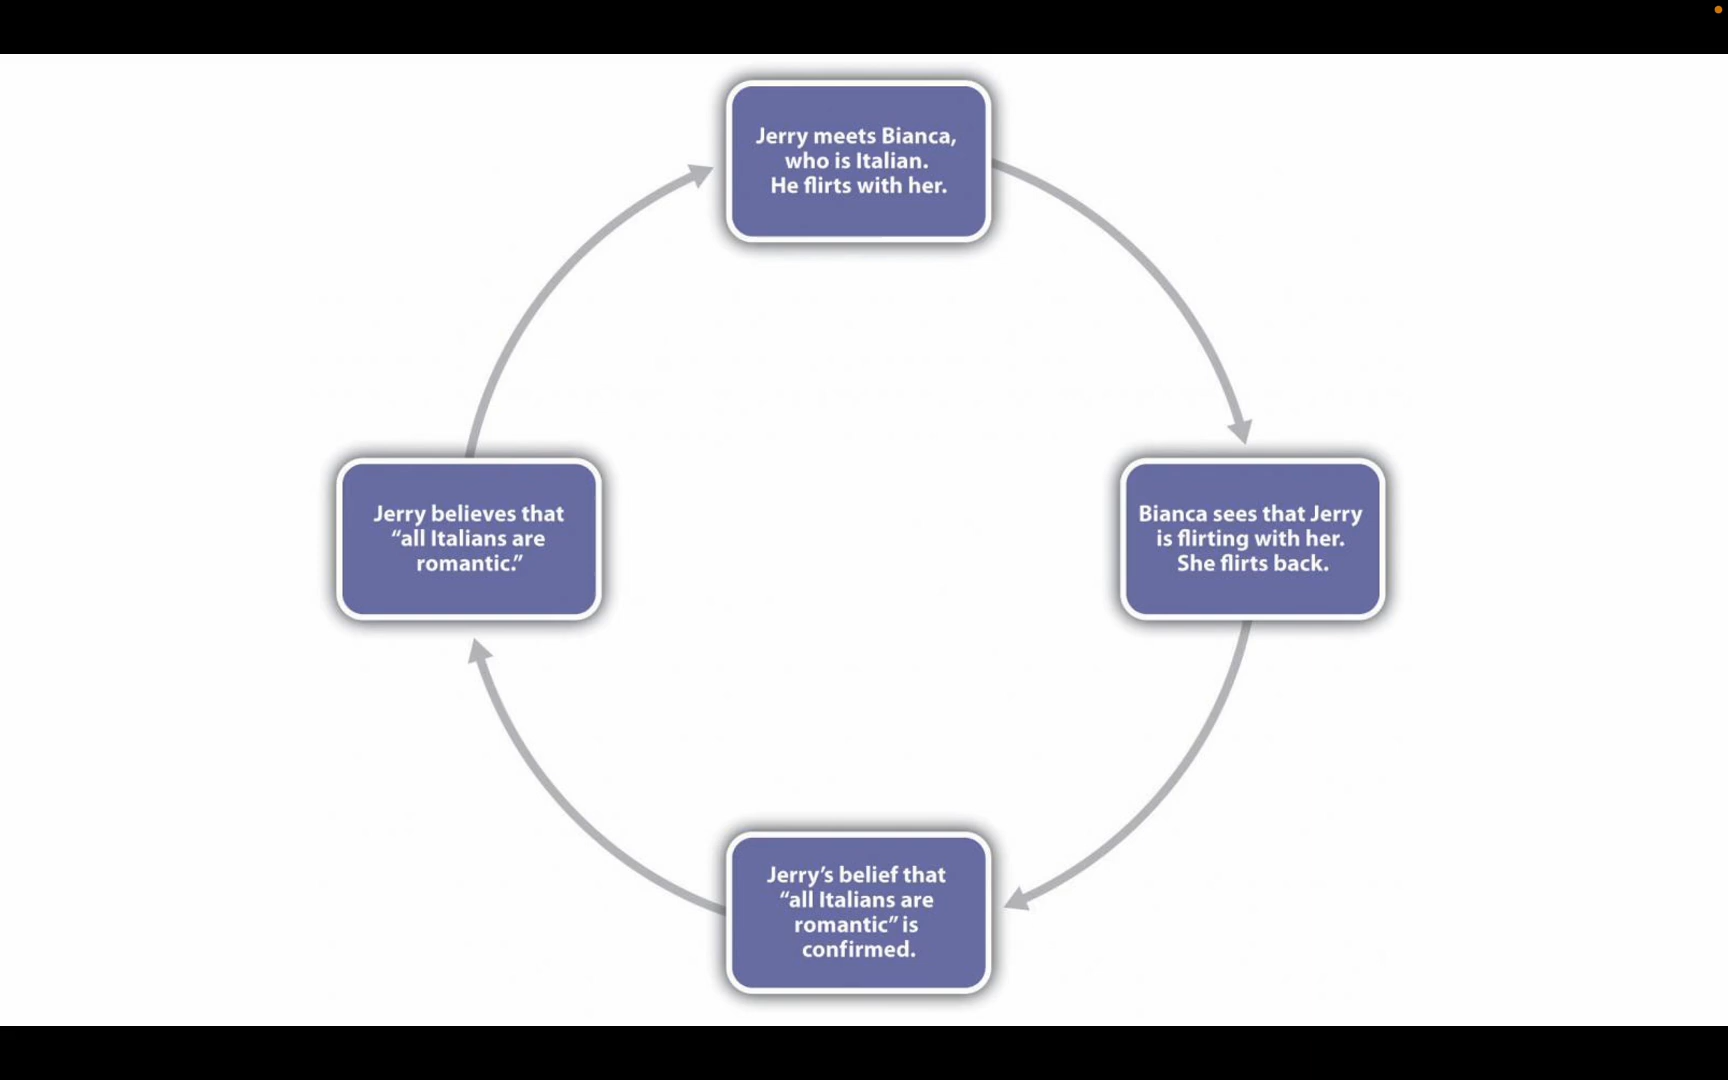 Jerry meets Bianca,
who is Italian.
He flirts with her.
Bianca sees that Jerry
is flirting with her.
She flirts back.
Jerry’s belief that
“all Italians are
romantic” is
confirmed.
Jerry believes that
“all Italians are
romantic.”